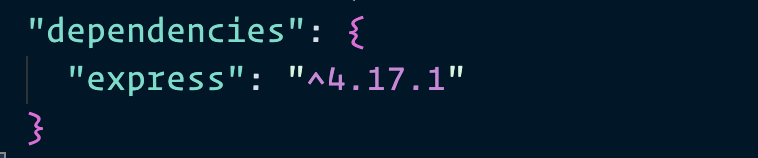 "dependencies": {
"express": "^4.17.1"
}